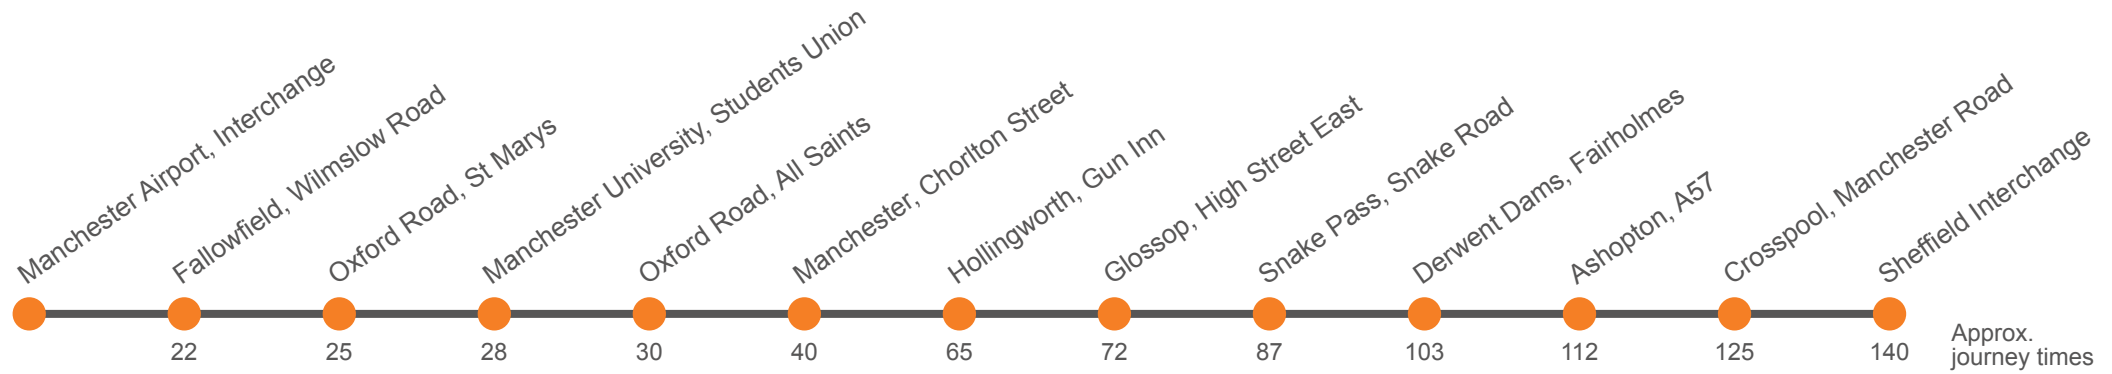 Manchester Airport, Interchange
Fallowfield, Wilmslow Road
Oxford Road, St Marys
Manchester University, Students Union
Oxford Road, All Saints
Manchester, Chorlton Street
Hollingworth, Gun Inn
Glossop, High Street East
Snake Pass, Snake Road
Derwent Dams, Fairholmes
Ashopton, A57
Crosspool, Manchester Road
Sheffield Interchange
22 25 28 30 40 65 72 87 103 112 125 140
Approx.
journey times